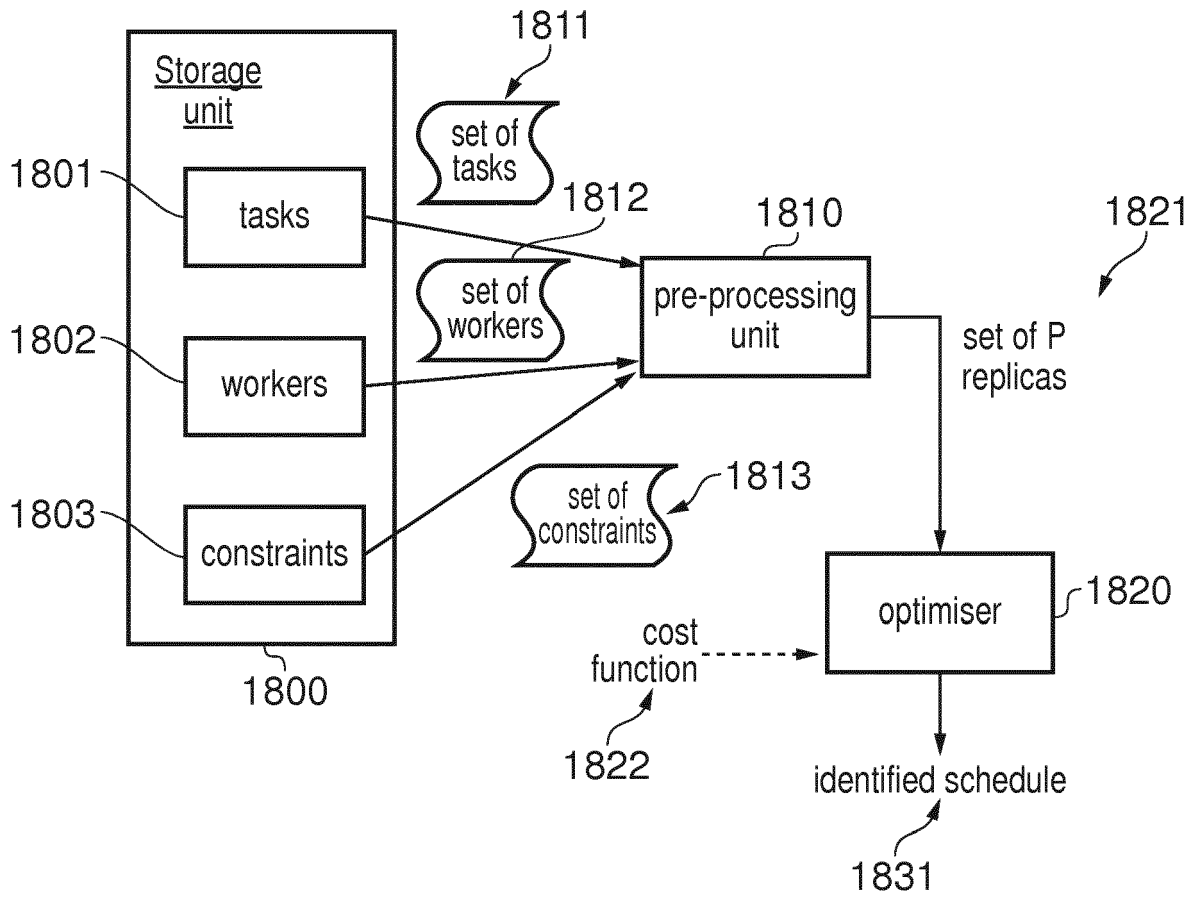 1811
Storage
unit
set of
tasks
1801
tasks
1812
1810
1821
set of
workers
pre-processing
unit
set of P
replicas
1802
workers
1813
set of
constraints
1803
constraints
1820
optimiser
cost
function
1800
1822
identified schedule
1831